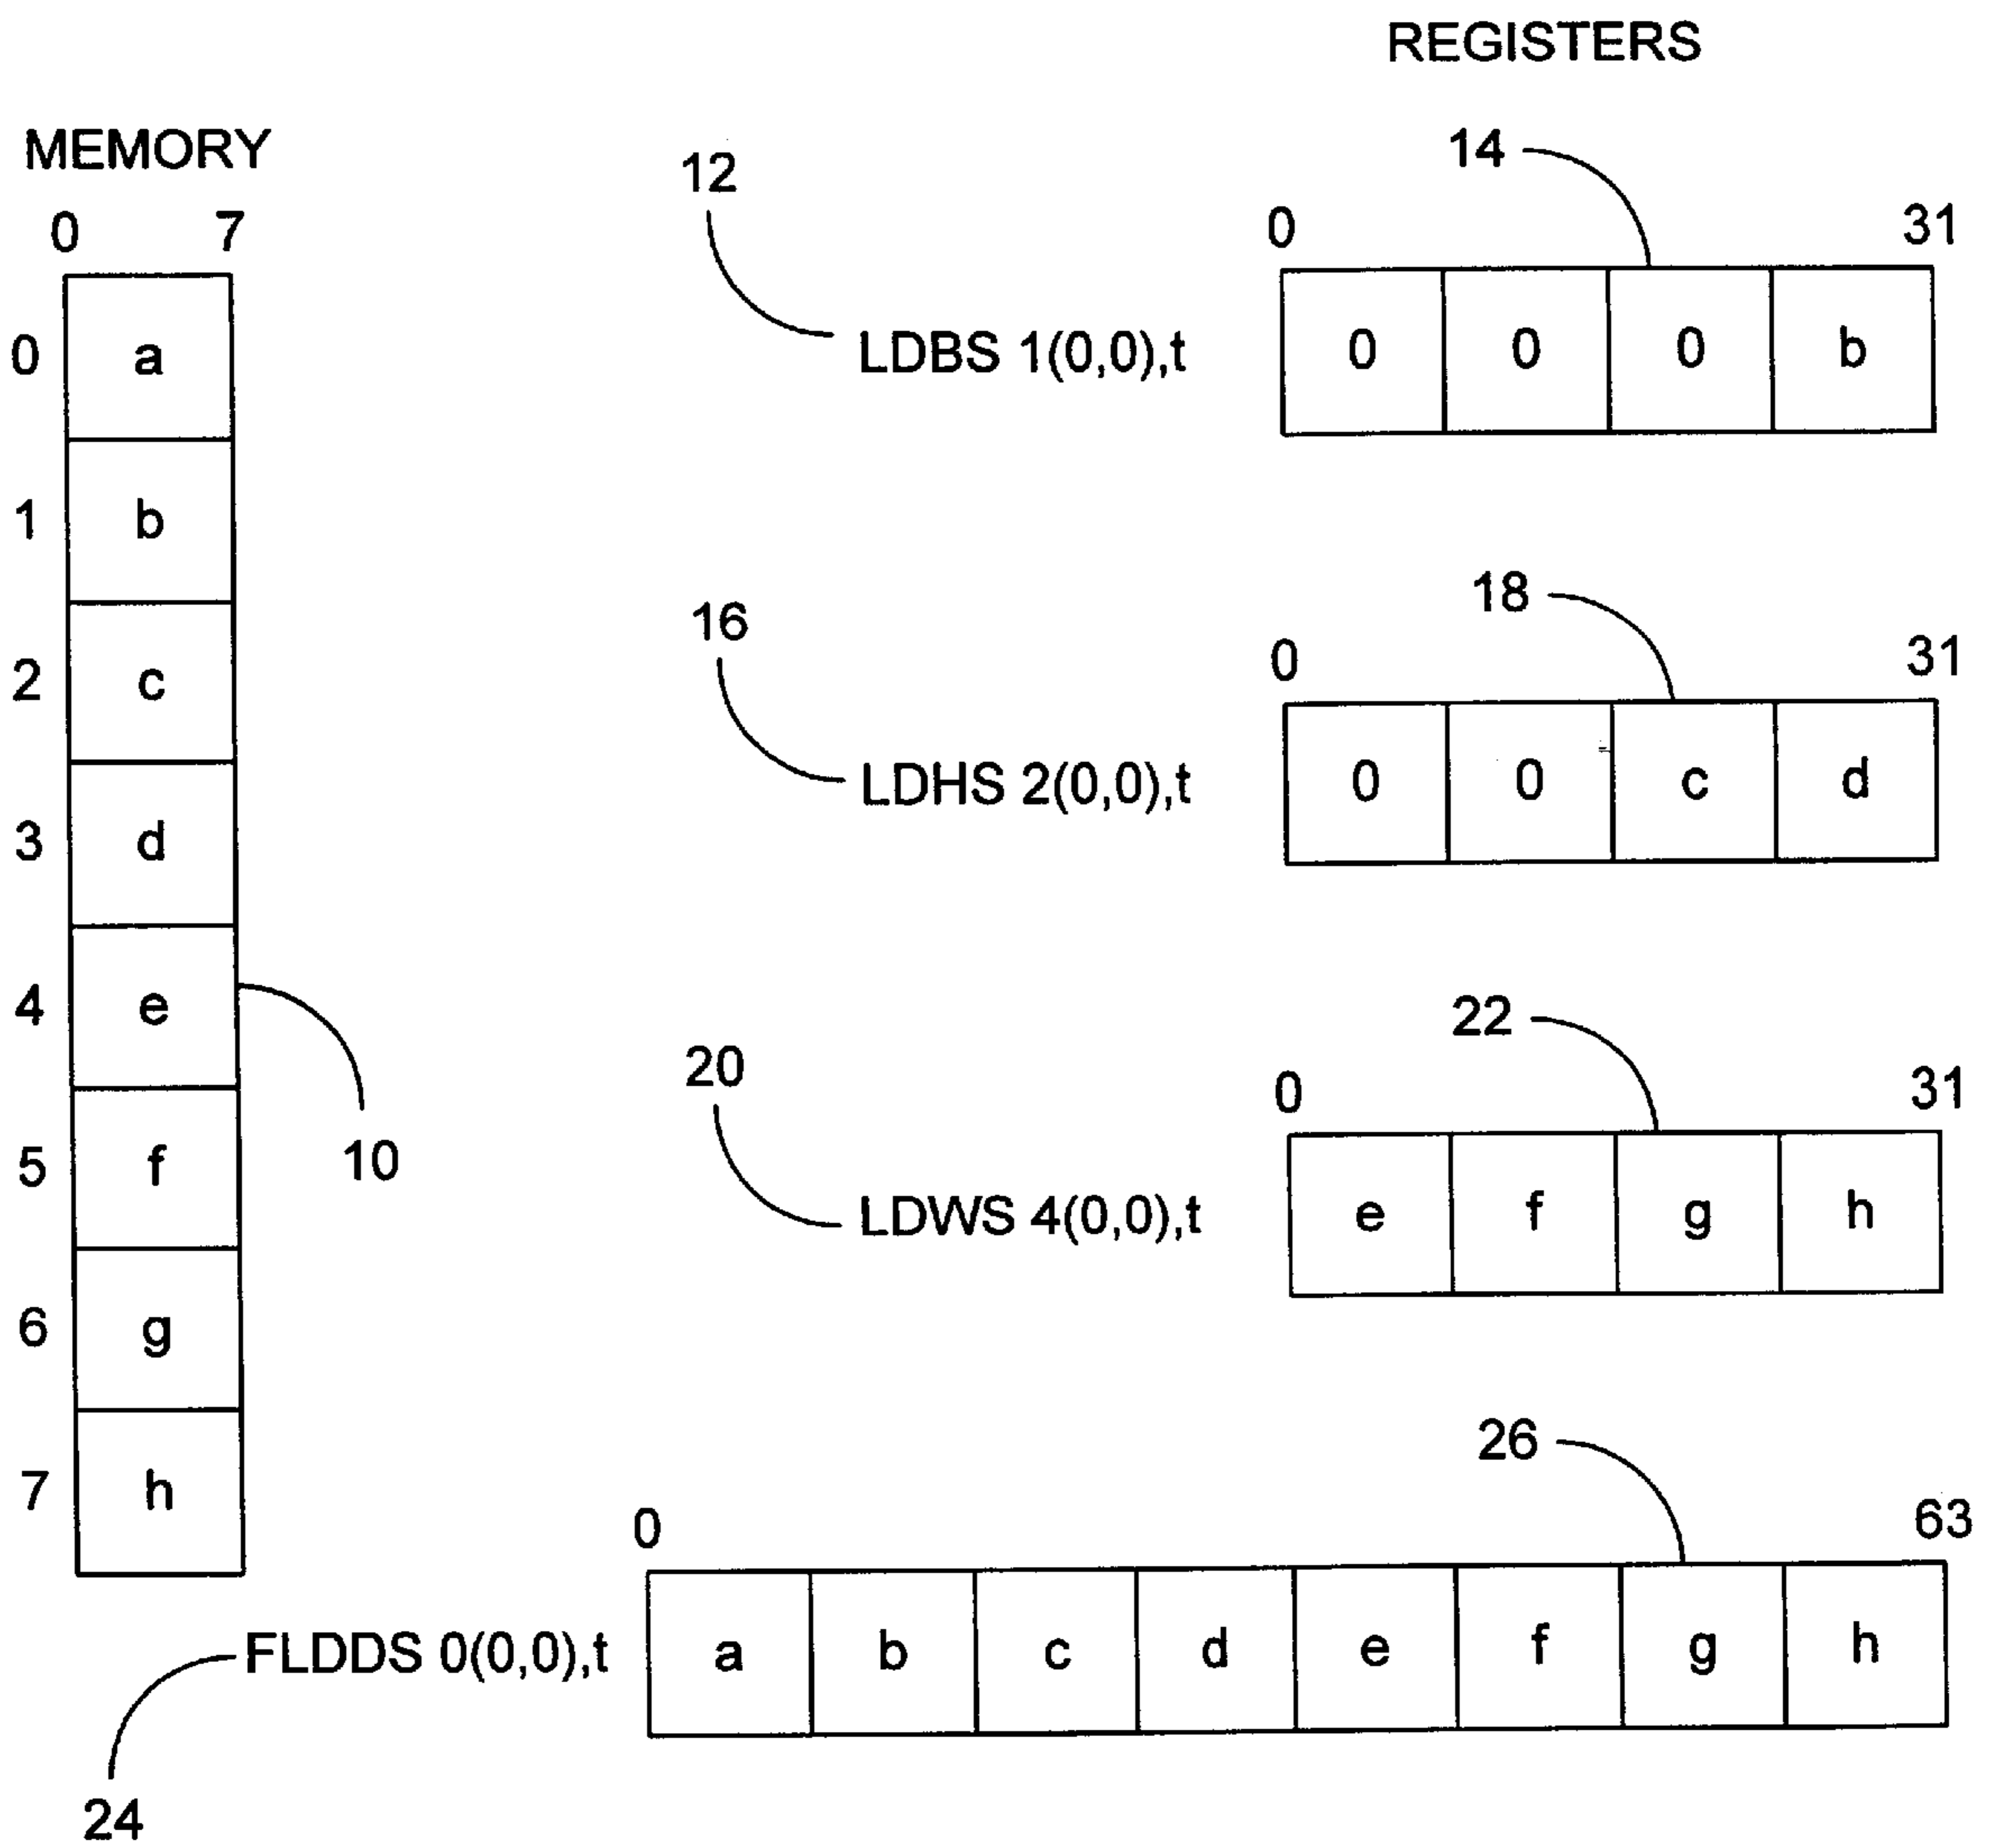 REGISTERS
MEMORY
12
14
0 7
0 31
0 a
LDBS 1(0,0),t
0 0 0 b
1 b
16
18
0 31
2 c
LDHS 2(0,0),t
0 0 c d
3 d
4 e
10
20
22
0 31
5 f
LDWS 4(0,0),t
e f g h
6 g
7 h
26
0 63
FLDDS 0(0,0),t
a b c d e f g h
24